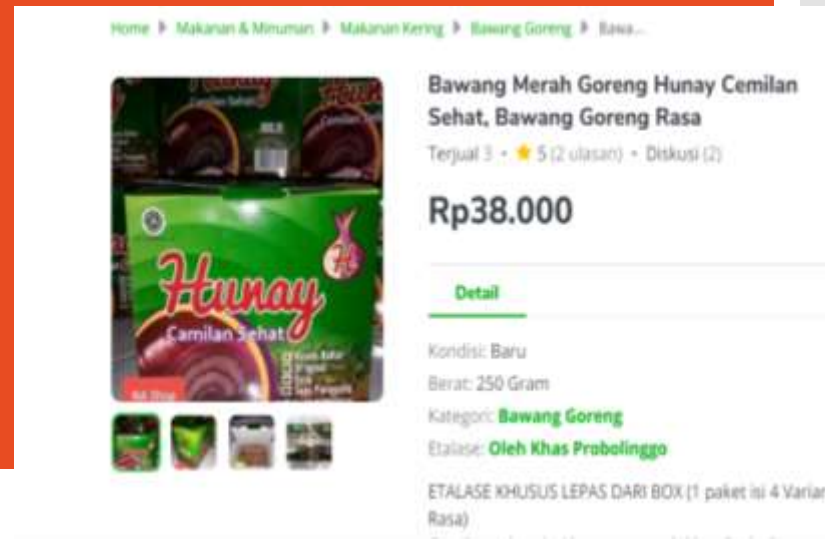 Home Makanan & Minuman Makanan Kering Bawang Goreng Bawa...
Bawang Merah Goreng Hunay Cemilan
Sehat, Bawang Goreng Rasa
Terjual 3 • 5 (2 ulasan) • Diskusi (2)
Rp38.000
Hunay
Camilan Sehat
Original
Detail
Kondisi: Baru
Berat: 250 Gram
Kategori: Bawang Goreng
Etalase: Oleh Khas Probolinggo
ETALASE KHUSUS LEPAS DARI BOX (1 paket isi 4 Varian
Rasa)